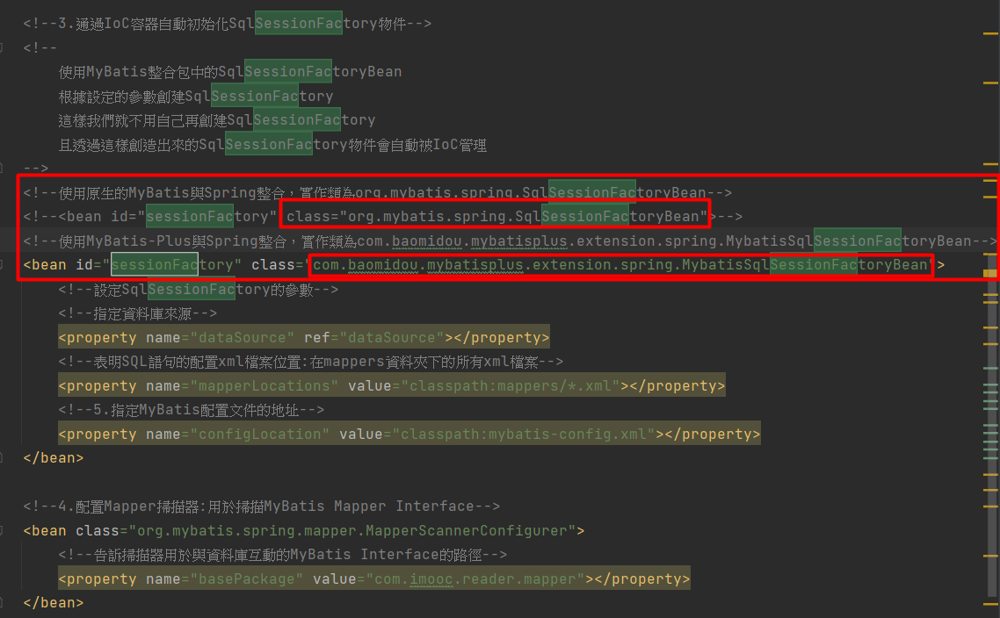 <!--3.通過IoC容器自動初始化SqlSessionFactory物件-->
<!--
使用MyBatis整合包中的SqlSessionFactoryBean
根據設定的參數創建SqlSessionFactory
這樣我們就不用自己再創建SqlSessionFactory
且透過這樣創造出來的SqlSessionFactory物件會自動被IoC管理
-->
<!--使用原生的MyBatis與Spring整合，實作類為org.mybatis.spring.SqlSessionFactoryBean-->
<!--<bean id="sessionFactory" class="org.mybatis.spring.SqlSessionFactoryBean">-->
<!--使用MyBatis-Plus與Spring整合，實作類為com.baomidou.mybatisplus.extension.spring.MybatisSqlSessionFactoryBean-->
<bean id="sessionFactory" class="com.baomidou.mybatisplus.extension.spring.MybatisSqlSessionFactoryBean">
<!--設定SqlSessionFactory的參數-->
<!--指定資料庫來源-->
<property name="dataSource" ref="dataSource"></property>
<!--表明SQL語句的配置xml檔案位置:在mappers資料夾下的所有xml檔案-->
<property name="mapperLocations" value="classpath:mappers/*.xml"></property>
<!--5.指定MyBatis配置文件的地址-->
<property name="configLocation" value="classpath:mybatis-config.xml"></property>
</bean>
<!--4.配置Mapper掃描器:用於掃描MyBatis Mapper Interface-->
<bean class="org.mybatis.spring.mapper.MapperScannerConfigurer">
<!--告訴掃描器用於與資料庫互動的MyBatis Interface的路徑-->
<property name="basePackage" value="com.imooc.reader.mapper"></property>
</bean>